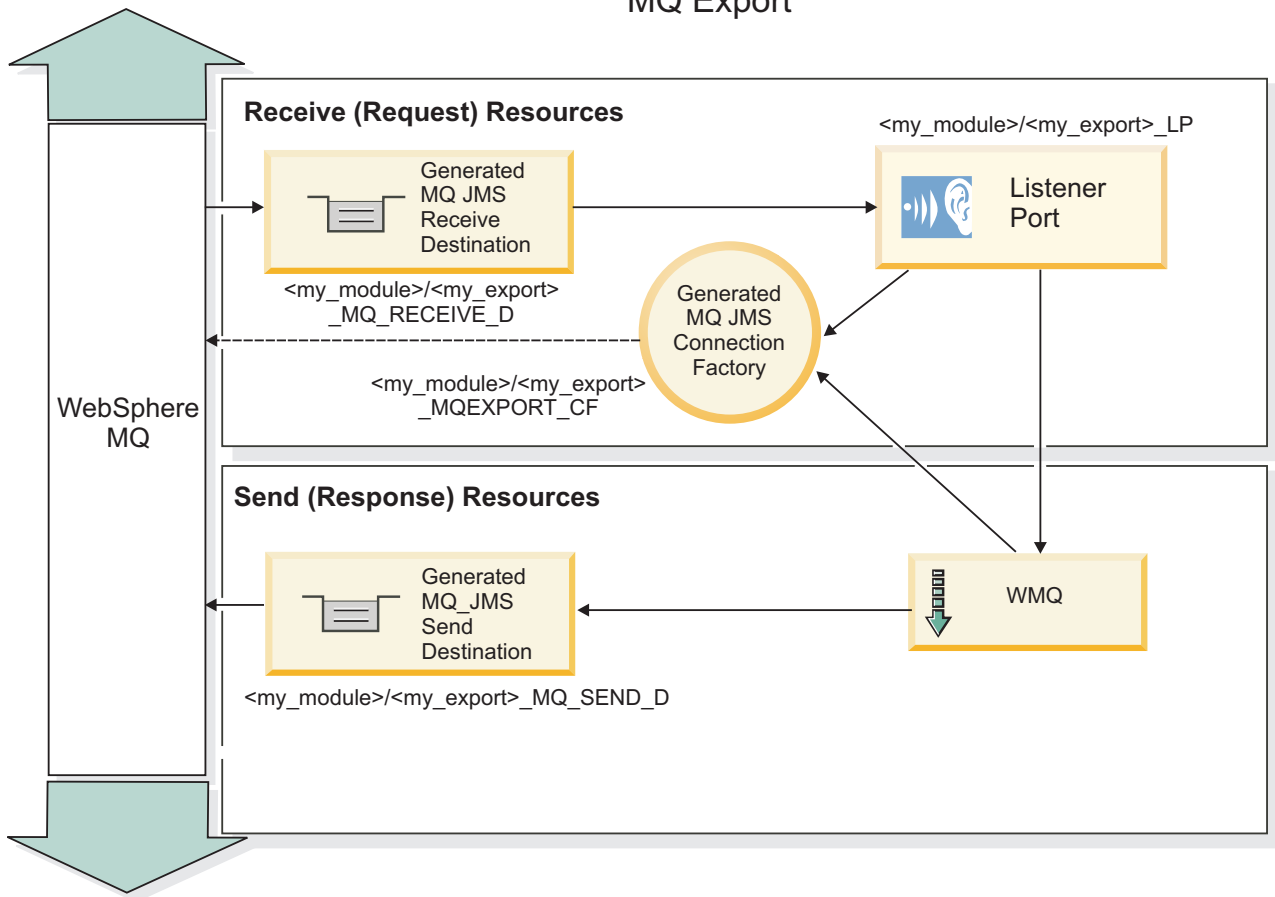 MQ Export
Receive (Request) Resources
<my_module>/<my_export>_LP
Generated
MQ JMS
Receive
Destination
Listener
Port
<my_module>/<my_export>
_MQ_RECEIVE_D
Generated
MQ JMS
Connection
Factory
<my_module>/<my_export>
_MQEXPORT_CF
WebSphere
MQ
Send (Response) Resources
Generated
MQ_JMS
Send
Destination
WMQ
<my_module>/<my_export>_MQ_SEND_D